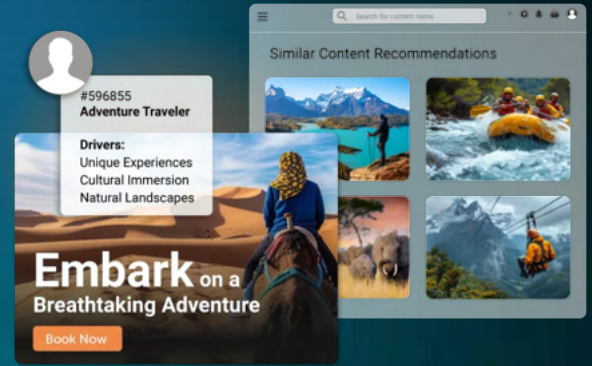 Search for content items
Similar Content Recommendations
#596855
Adventure Traveler
Drivers:
Unique Experiences
Cultural Immersion
Natural Landscapes
Embark on a
Breathtaking Adventure
Book Now